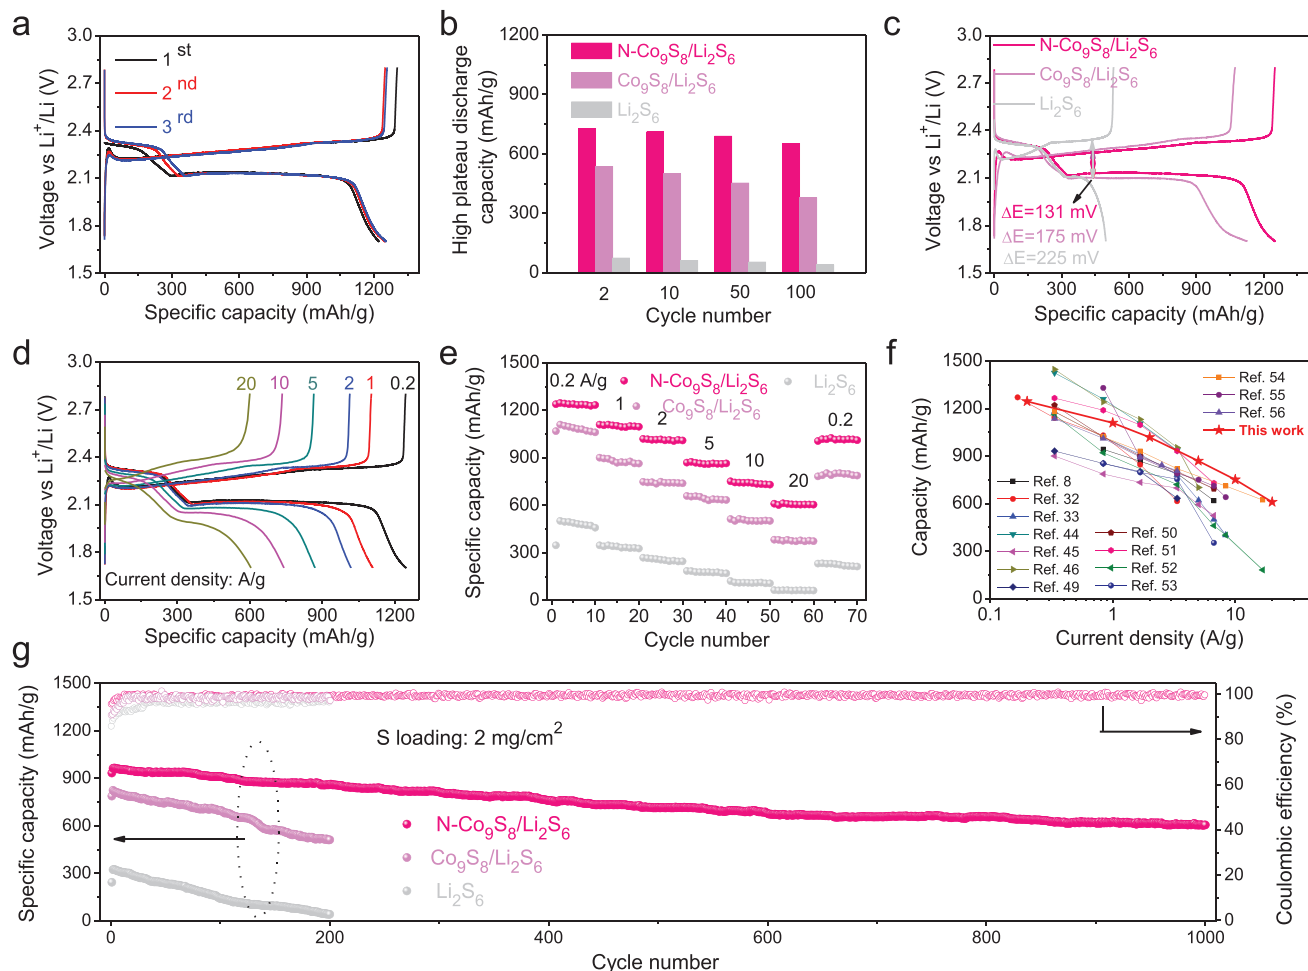 a
3.0
2.7
2.4
2.1
1.8
1.5
Voltage vs Li⁺/Li (V)
1 st
2 nd
3 rd
0 300 600 900 1200
Specific capacity (mAh/g)
b
1200
900
600
300
0
High plateau discharge
capacity (mAh/g)
N-Co₉S₈/Li₂S₆
Co₉S₈/Li₂S₆
Li₂S₆
2 10 50 100
Cycle number
c
3.0
2.7
2.4
2.1
1.8
1.5
Voltage vs Li⁺/Li (V)
N-Co₉S₈/Li₂S₆
Co₉S₈/Li₂S₆
Li₂S₆
ΔE=131 mV
ΔE=175 mV
ΔE=225 mV
0 300 600 900 1200
Specific capacity (mAh/g)
d
3.0
2.7
2.4
2.1
1.8
1.5
Voltage vs Li⁺/Li (V)
20 10 5 2 1 0.2
Current density: A/g
0 300 600 900 1200
Specific capacity (mAh/g)
e
1500
1200
900
600
300
0
Specific capacity (mAh/g)
0.2 A/g
N-Co₉S₈/Li₂S₆
Li₂S₆
Co₉S₈/Li₂S₆
1
2
5
10
20
0.2
0 10 20 30 40 50 60 70
Cycle number
f
1500
1200
900
600
300
0
Capacity (mAh/g)
Ref. 54
Ref. 55
Ref. 56
This work
Ref. 8
Ref. 32
Ref. 33
Ref. 44
Ref. 45
Ref. 46
Ref. 49
Ref. 50
Ref. 51
Ref. 52
Ref. 53
0.1 1 10
Current density (A/g)
g
1500
1200
900
600
300
0
Specific capacity (mAh/g)
S loading: 2 mg/cm²
N-Co₉S₈/Li₂S₆
Co₉S₈/Li₂S₆
Li₂S₆
100
80
60
40
20
0
Coulombic efficiency (%)
0 200 400 600 800 1000
Cycle number